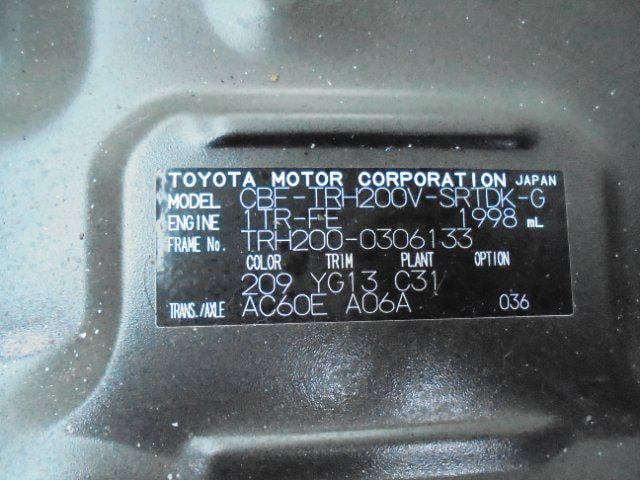 TOYOTA MOTOR CORPORATION JAPAN
MODEL CBF-TRH200V-SRTDK-G
ENGINE 1TR-FE 1998 mL
FRAME No. TRH200-0306133
COLOR TRIM PLANT OPTION
209 YG13 C31
TRANS./AXLE AC60E A06A 036